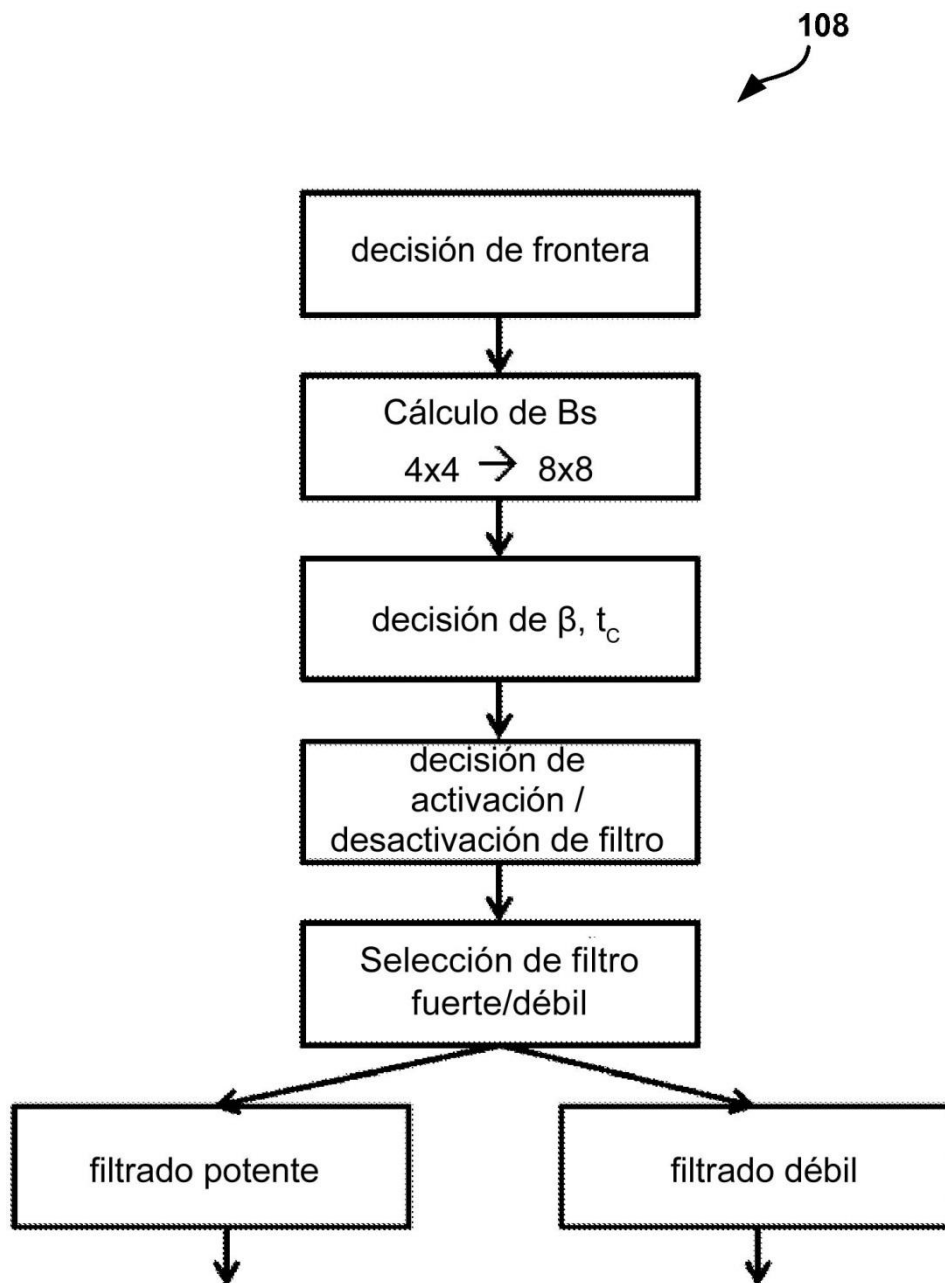 108
decisión de frontera
Cálculo de Bs
4x4 → 8x8
decisión de β, t_C
decisión de
activación /
desactivación de filtro
Selección de filtro
fuerte/débil
filtrado potente
filtrado débil